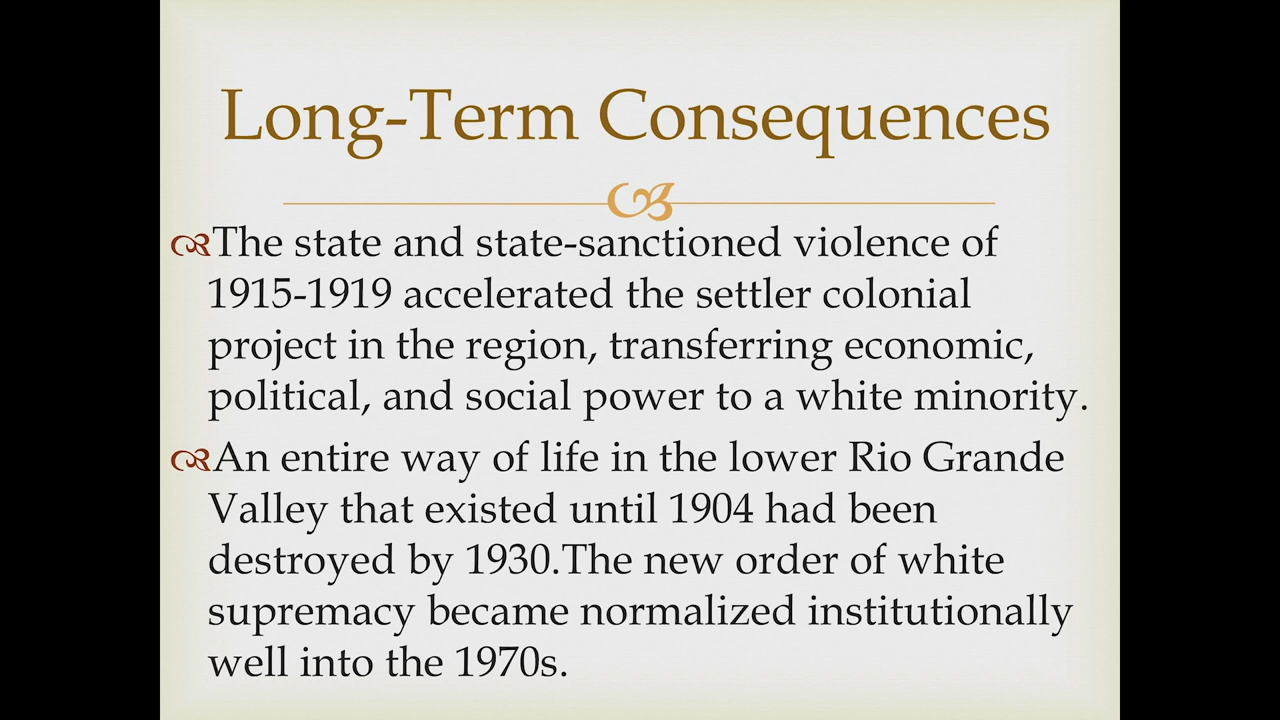 Long-Term Consequences
The state and state-sanctioned violence of
1915-1919 accelerated the settler colonial
project in the region, transferring economic,
political, and social power to a white minority.
An entire way of life in the lower Rio Grande
Valley that existed until 1904 had been
destroyed by 1930.The new order of white
supremacy became normalized institutionally
well into the 1970s.